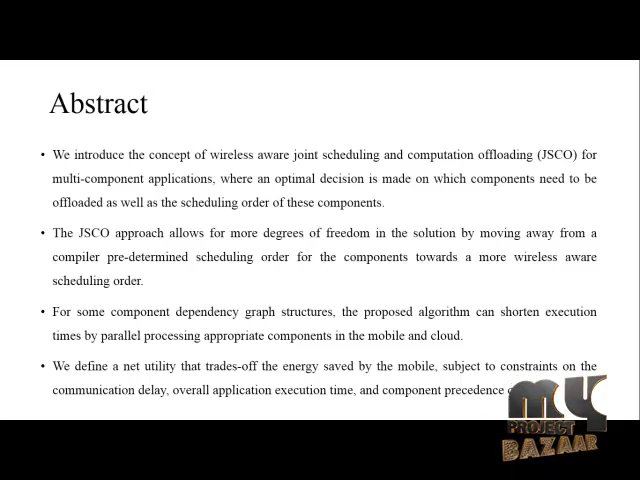 Abstract
• We introduce the concept of wireless aware joint scheduling and computation offloading (JSCO) for
multi-component applications, where an optimal decision is made on which components need to be
offloaded as well as the scheduling order of these components.
• The JSCO approach allows for more degrees of freedom in the solution by moving away from a
compiler pre-determined scheduling order for the components towards a more wireless aware
scheduling order.
• For some component dependency graph structures, the proposed algorithm can shorten execution
times by parallel processing appropriate components in the mobile and cloud.
• We define a net utility that trades-off the energy saved by the mobile, subject to constraints on the
communication delay, overall application execution time, and component precedence
my
PROJECT
BAZAAR